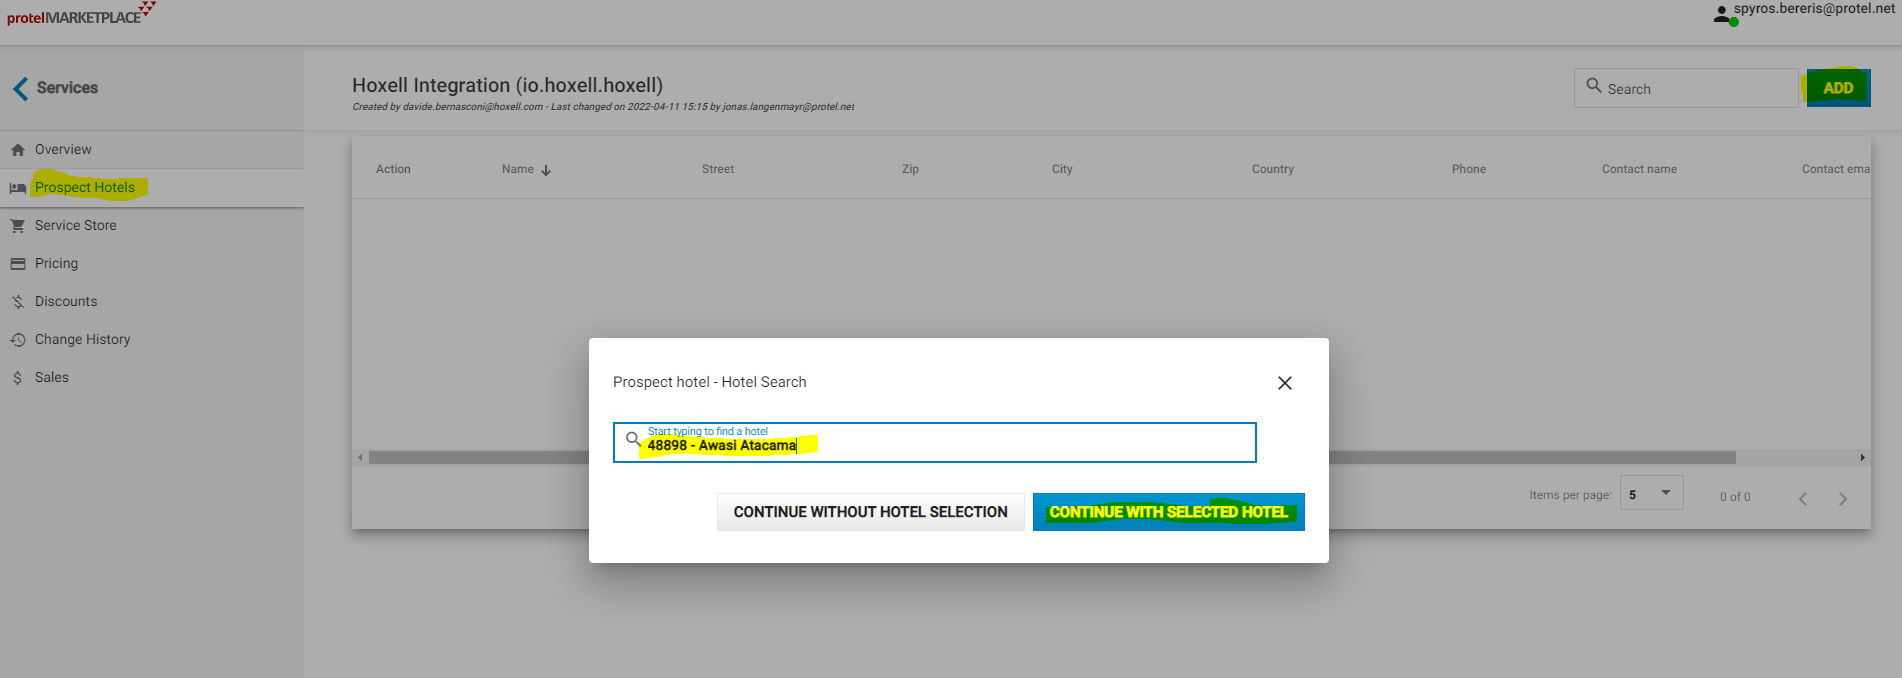 protelMARKETPLACE
spyros.bereris@protel.net
Services
Hoxell Integration (io.hoxell.hoxell)
Created by davide.bernasconi@hoxell.com - Last changed on 2022-04-11 15:15 by jonas.langenmayr@protel.net
Search
ADD
Overview
Prospect Hotels
Service Store
Pricing
Discounts
Change History
Sales
Action Name Street Zip City Country Phone Contact name Contact ema
Prospect hotel - Hotel Search
Start typing to find a hotel
48898 - Awasi Atacama
CONTINUE WITHOUT HOTEL SELECTION
CONTINUE WITH SELECTED HOTEL
Items per page: 5 0 of 0